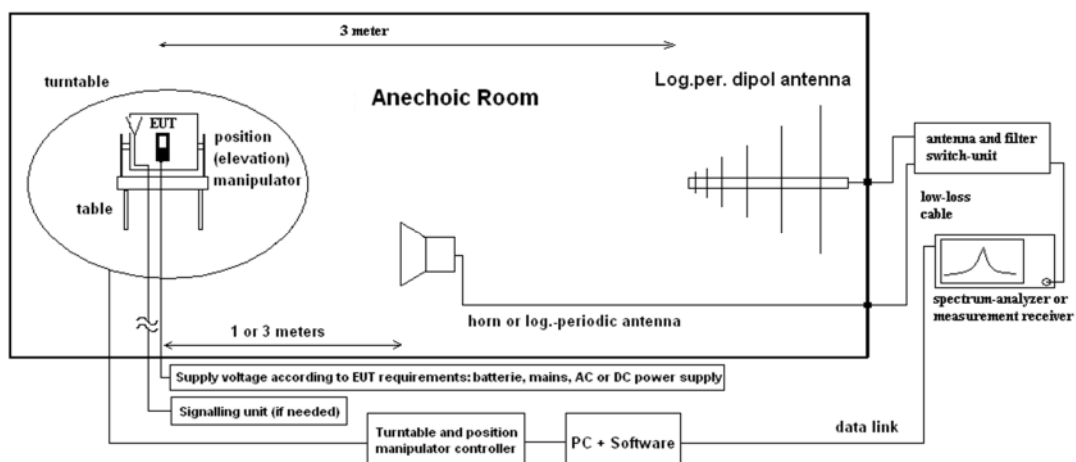 3 meter
turntable
Log.per. dipol antenna
Anechoic Room
EUT
position
(elevation)
manipulator
table
antenna and filter
switch-unit
low-loss
cable
spectrum-analyzer or
measurement receiver
horn or log.-periodic antenna
1 or 3 meters
Supply voltage according to EUT requirements: batterie, mains, AC or DC power supply
Signalling unit (if needed)
Turntable and position
manipulator controller
PC + Software
data link